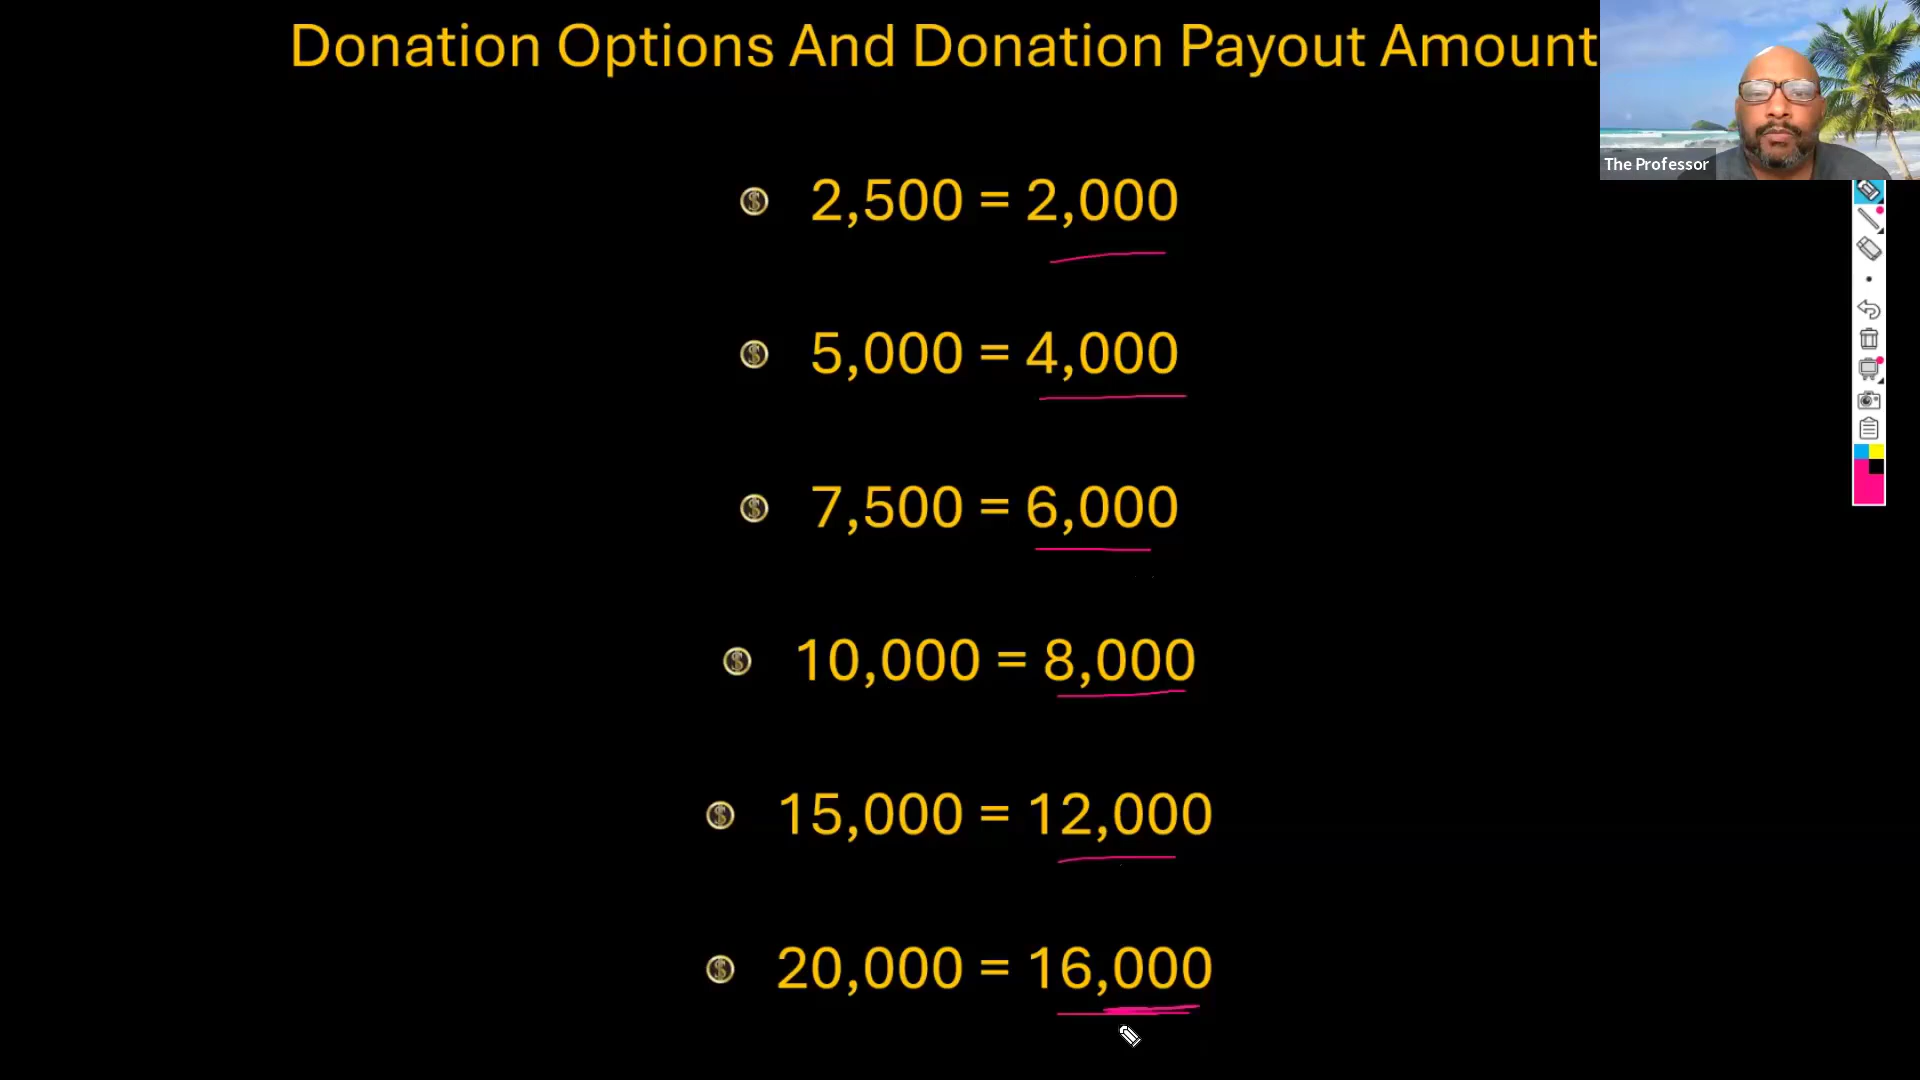 Donation Options And Donation Payout Amount
The Professor
2,500 = 2,000
5,000 = 4,000
7,500 = 6,000
10,000 = 8,000
15,000 = 12,000
20,000 = 16,000